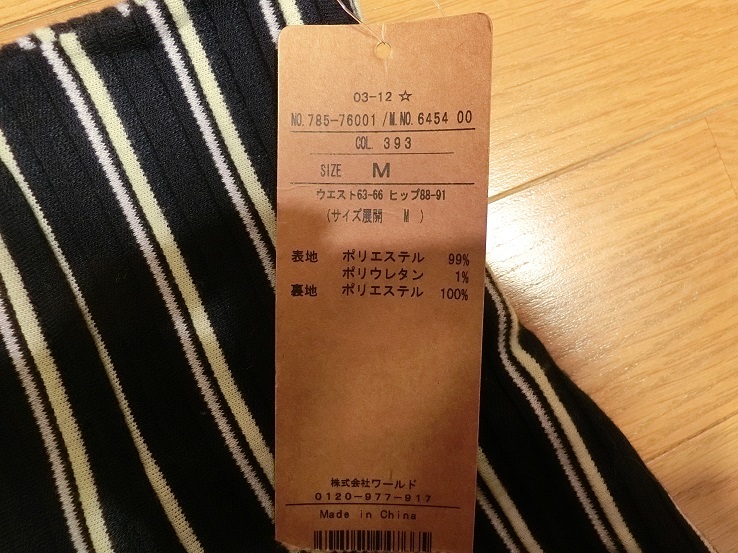 03-12 ☆
NO. 785-76001 /M.NO. 6454 00
COL. 393
SIZE M
ウエスト63-66 ヒップ88-91
(サイズ展開 M )
表地 ポリエステル 99%
ポリウレタン 1%
裏地 ポリエステル 100%
株式会社ワールド
0120-977-917
Made in China